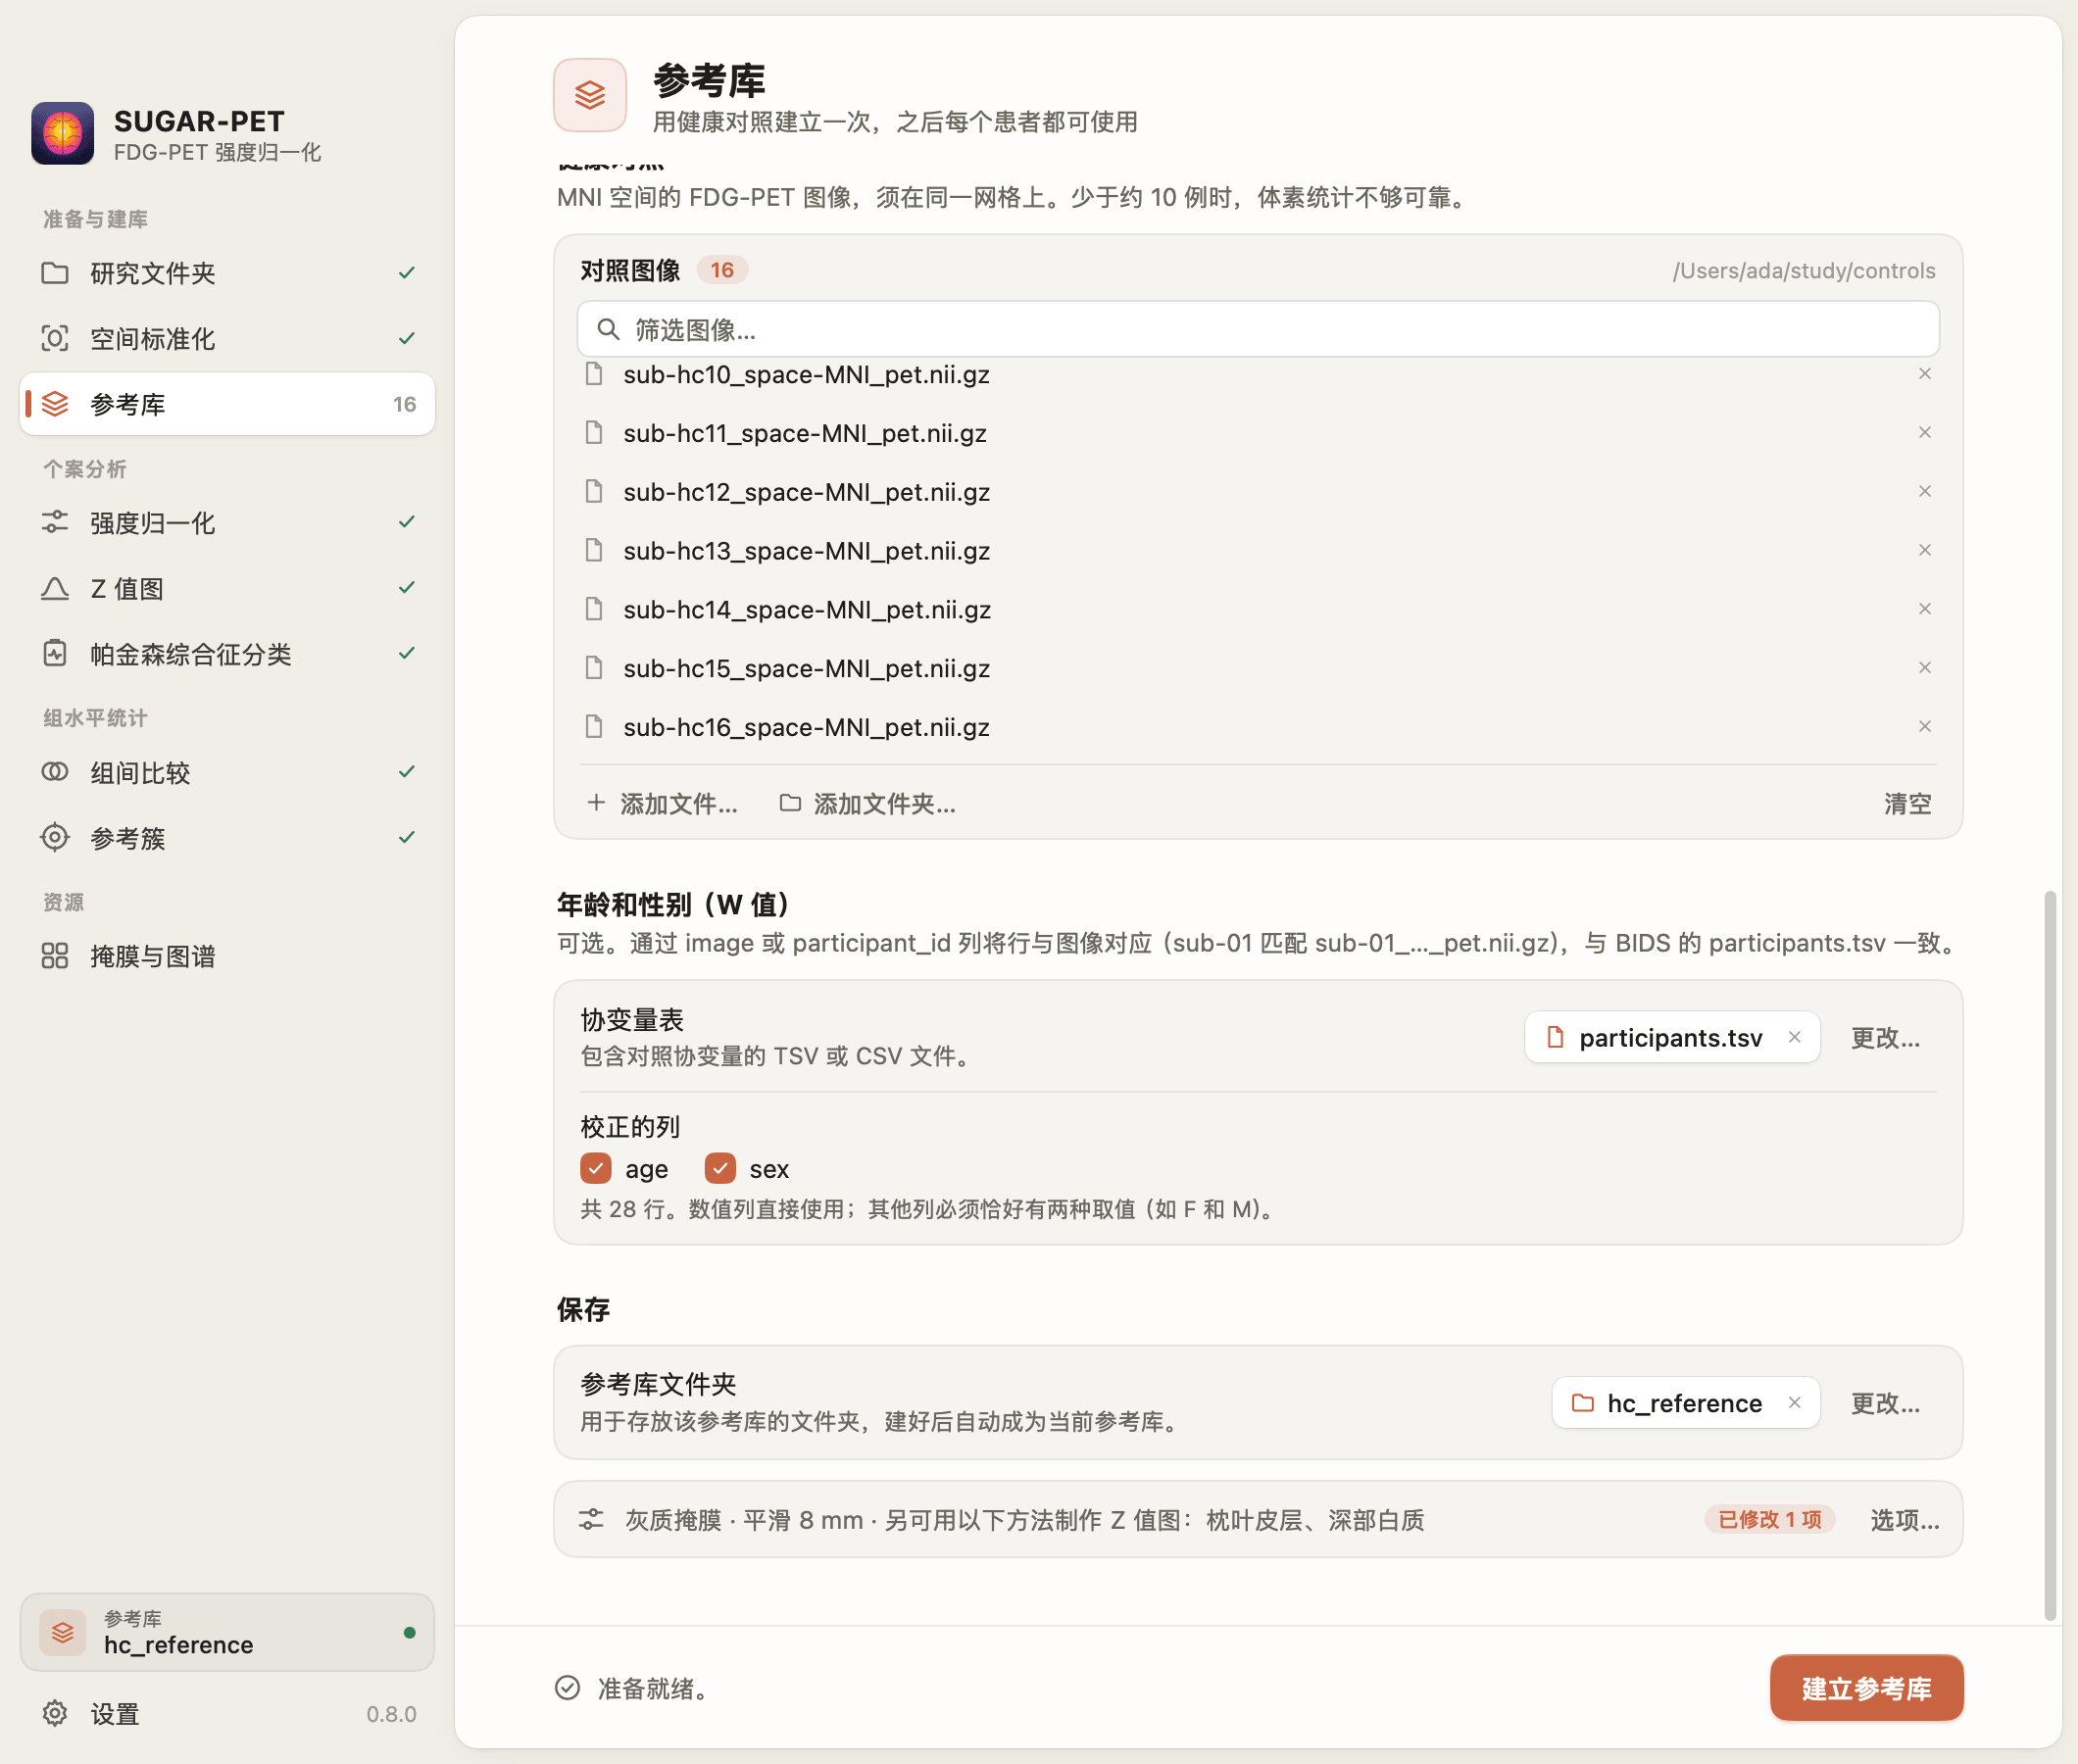 SUGAR-PET
FDG-PET 强度归一化
准备与建库
研究文件夹
空间标准化
参考库 16
个案分析
强度归一化
Z 值图
帕金森综合征分类
组水平统计
组间比较
参考簇
资源
掩膜与图谱
参考库
hc_reference
设置 0.8.0
参考库
用健康对照建立一次，之后每个患者都可使用
MNI 空间的 FDG-PET 图像，须在同一网格上。少于约 10 例时，体素统计不够可靠。
对照图像 16 /Users/ada/study/controls
筛选图像...
sub-hc10_space-MNI_pet.nii.gz
sub-hc11_space-MNI_pet.nii.gz
sub-hc12_space-MNI_pet.nii.gz
sub-hc13_space-MNI_pet.nii.gz
sub-hc14_space-MNI_pet.nii.gz
sub-hc15_space-MNI_pet.nii.gz
sub-hc16_space-MNI_pet.nii.gz
添加文件... 添加文件夹... 清空
年龄和性别（W 值）
可选。通过 image 或 participant_id 列将行与图像对应（sub-01 匹配 sub-01_..._pet.nii.gz），与 BIDS 的 participants.tsv 一致。
协变量表
包含对照协变量的 TSV 或 CSV 文件。
participants.tsv 更改...
校正的列
age sex
共 28 行。数值列直接使用；其他列必须恰好有两种取值（如 F 和 M）。
保存
参考库文件夹
用于存放该参考库的文件夹，建好后自动成为当前参考库。
hc_reference 更改...
灰质掩膜 · 平滑 8 mm · 另可用以下方法制作 Z 值图：枕叶皮层、深部白质 已修改 1 项 选项...
准备就绪。 建立参考库